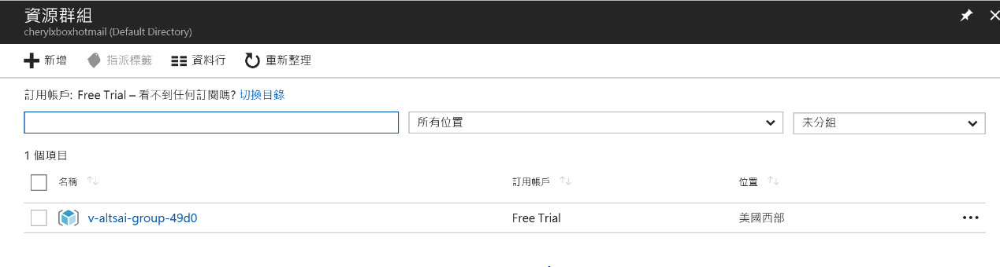 資源群組
cherylxboxhotmail (Default Directory)
新增 指派標籤 資料行 重新整理
訂用帳戶: Free Trial – 看不到任何訂閱嗎? 切換目錄
所有位置 未分組
1 個項目
名稱 訂用帳戶 位置
v-altsai-group-49d0 Free Trial 美國西部